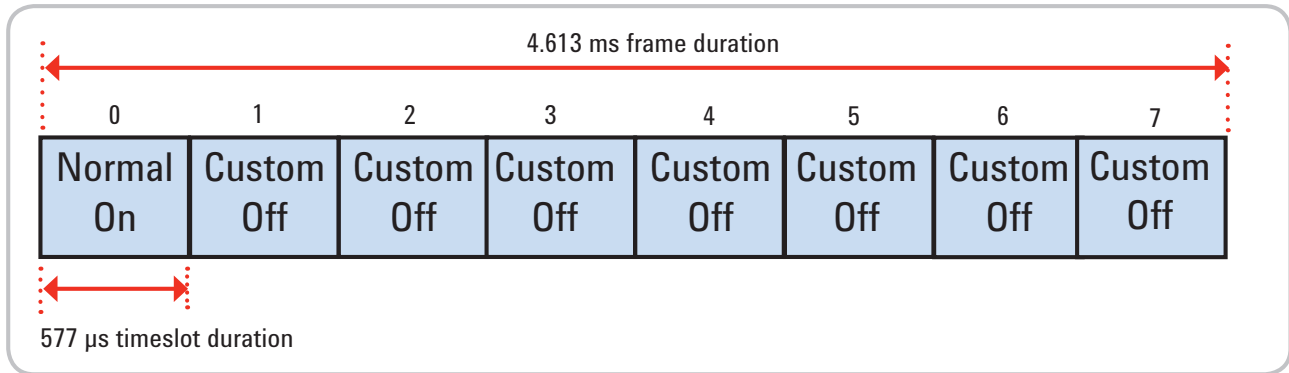 4.613 ms frame duration
0 1 2 3 4 5 6 7
Normal Custom Custom Custom Custom Custom Custom Custom
On Off Off Off Off Off Off Off
577 µs timeslot duration